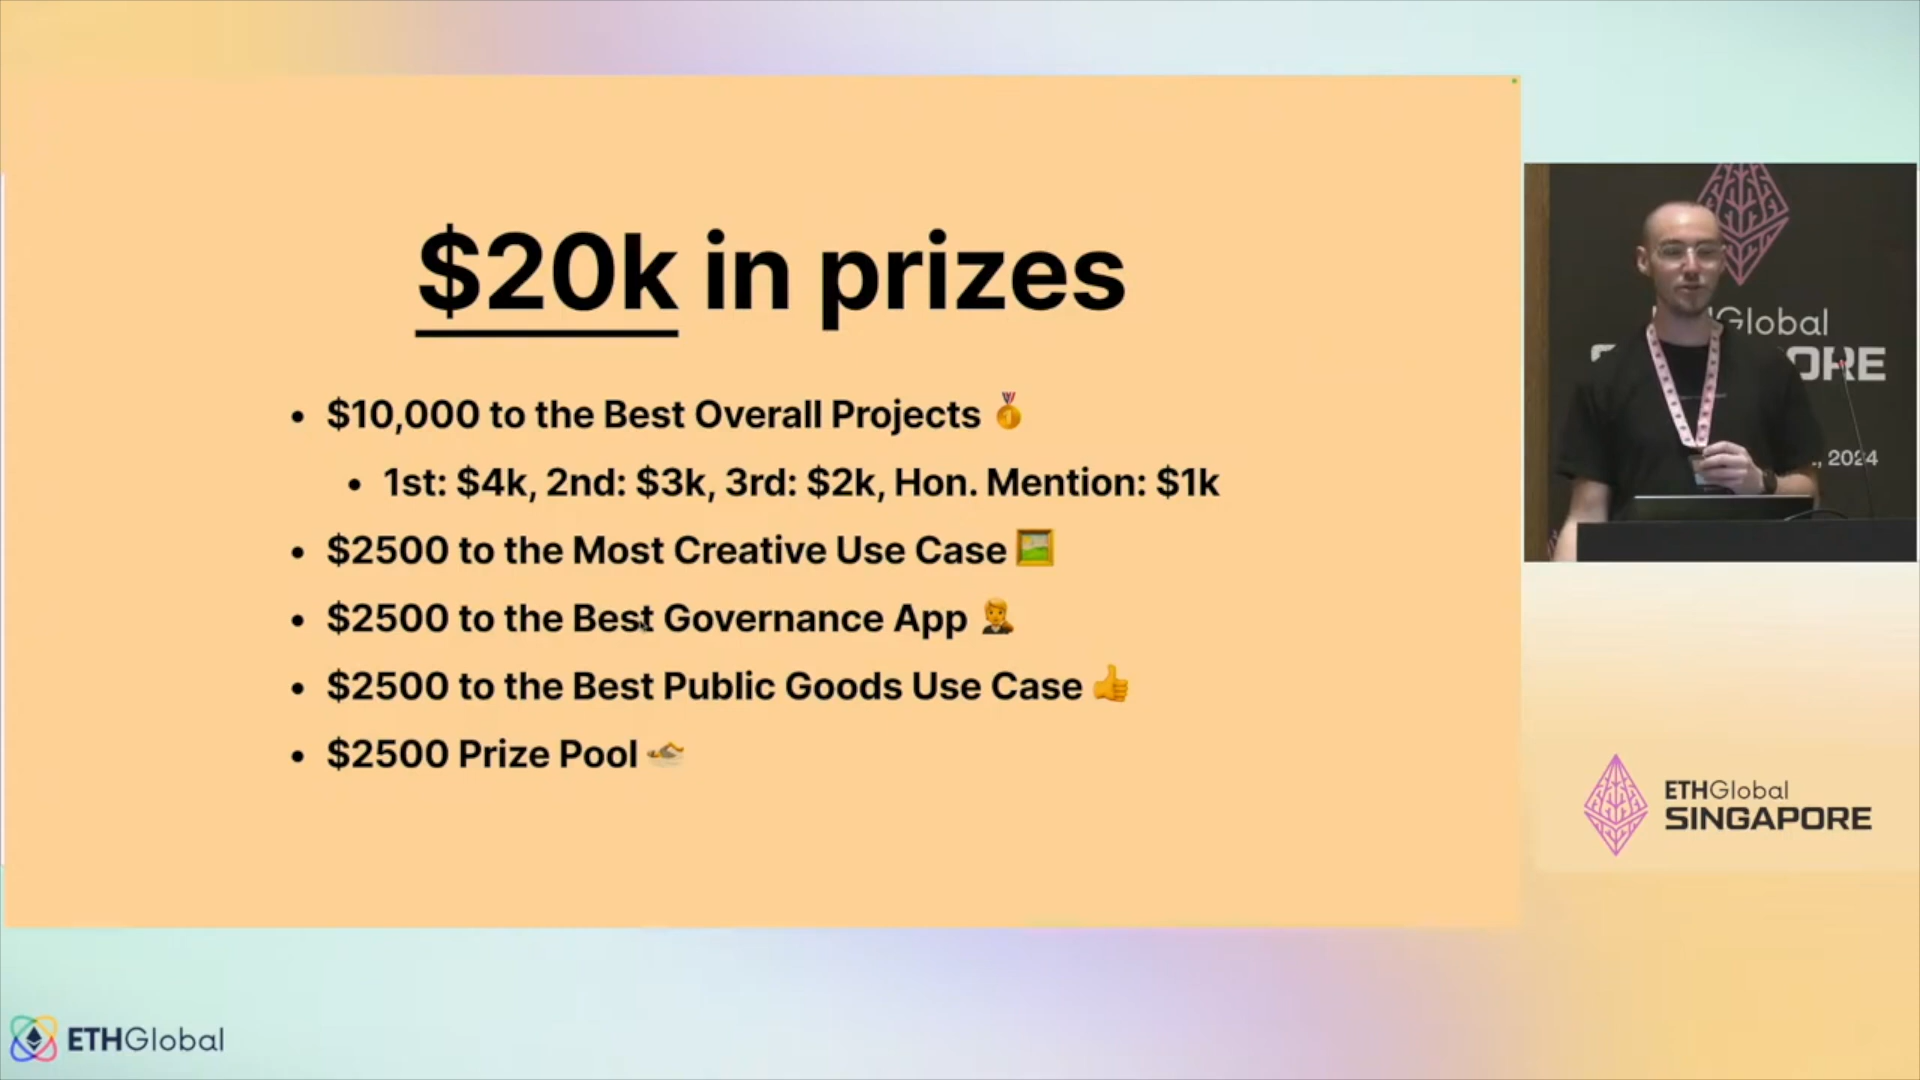 $20k in prizes
• $10,000 to the Best Overall Projects 🥇
• 1st: $4k, 2nd: $3k, 3rd: $2k, Hon. Mention: $1k
• $2500 to the Most Creative Use Case 🖼️
• $2500 to the Best Governance App 🧑‍💼
• $2500 to the Best Public Goods Use Case 👍
• $2500 Prize Pool 🏊
Global
ORE
, 2024
ETHGlobal
SINGAPORE
ETHGlobal